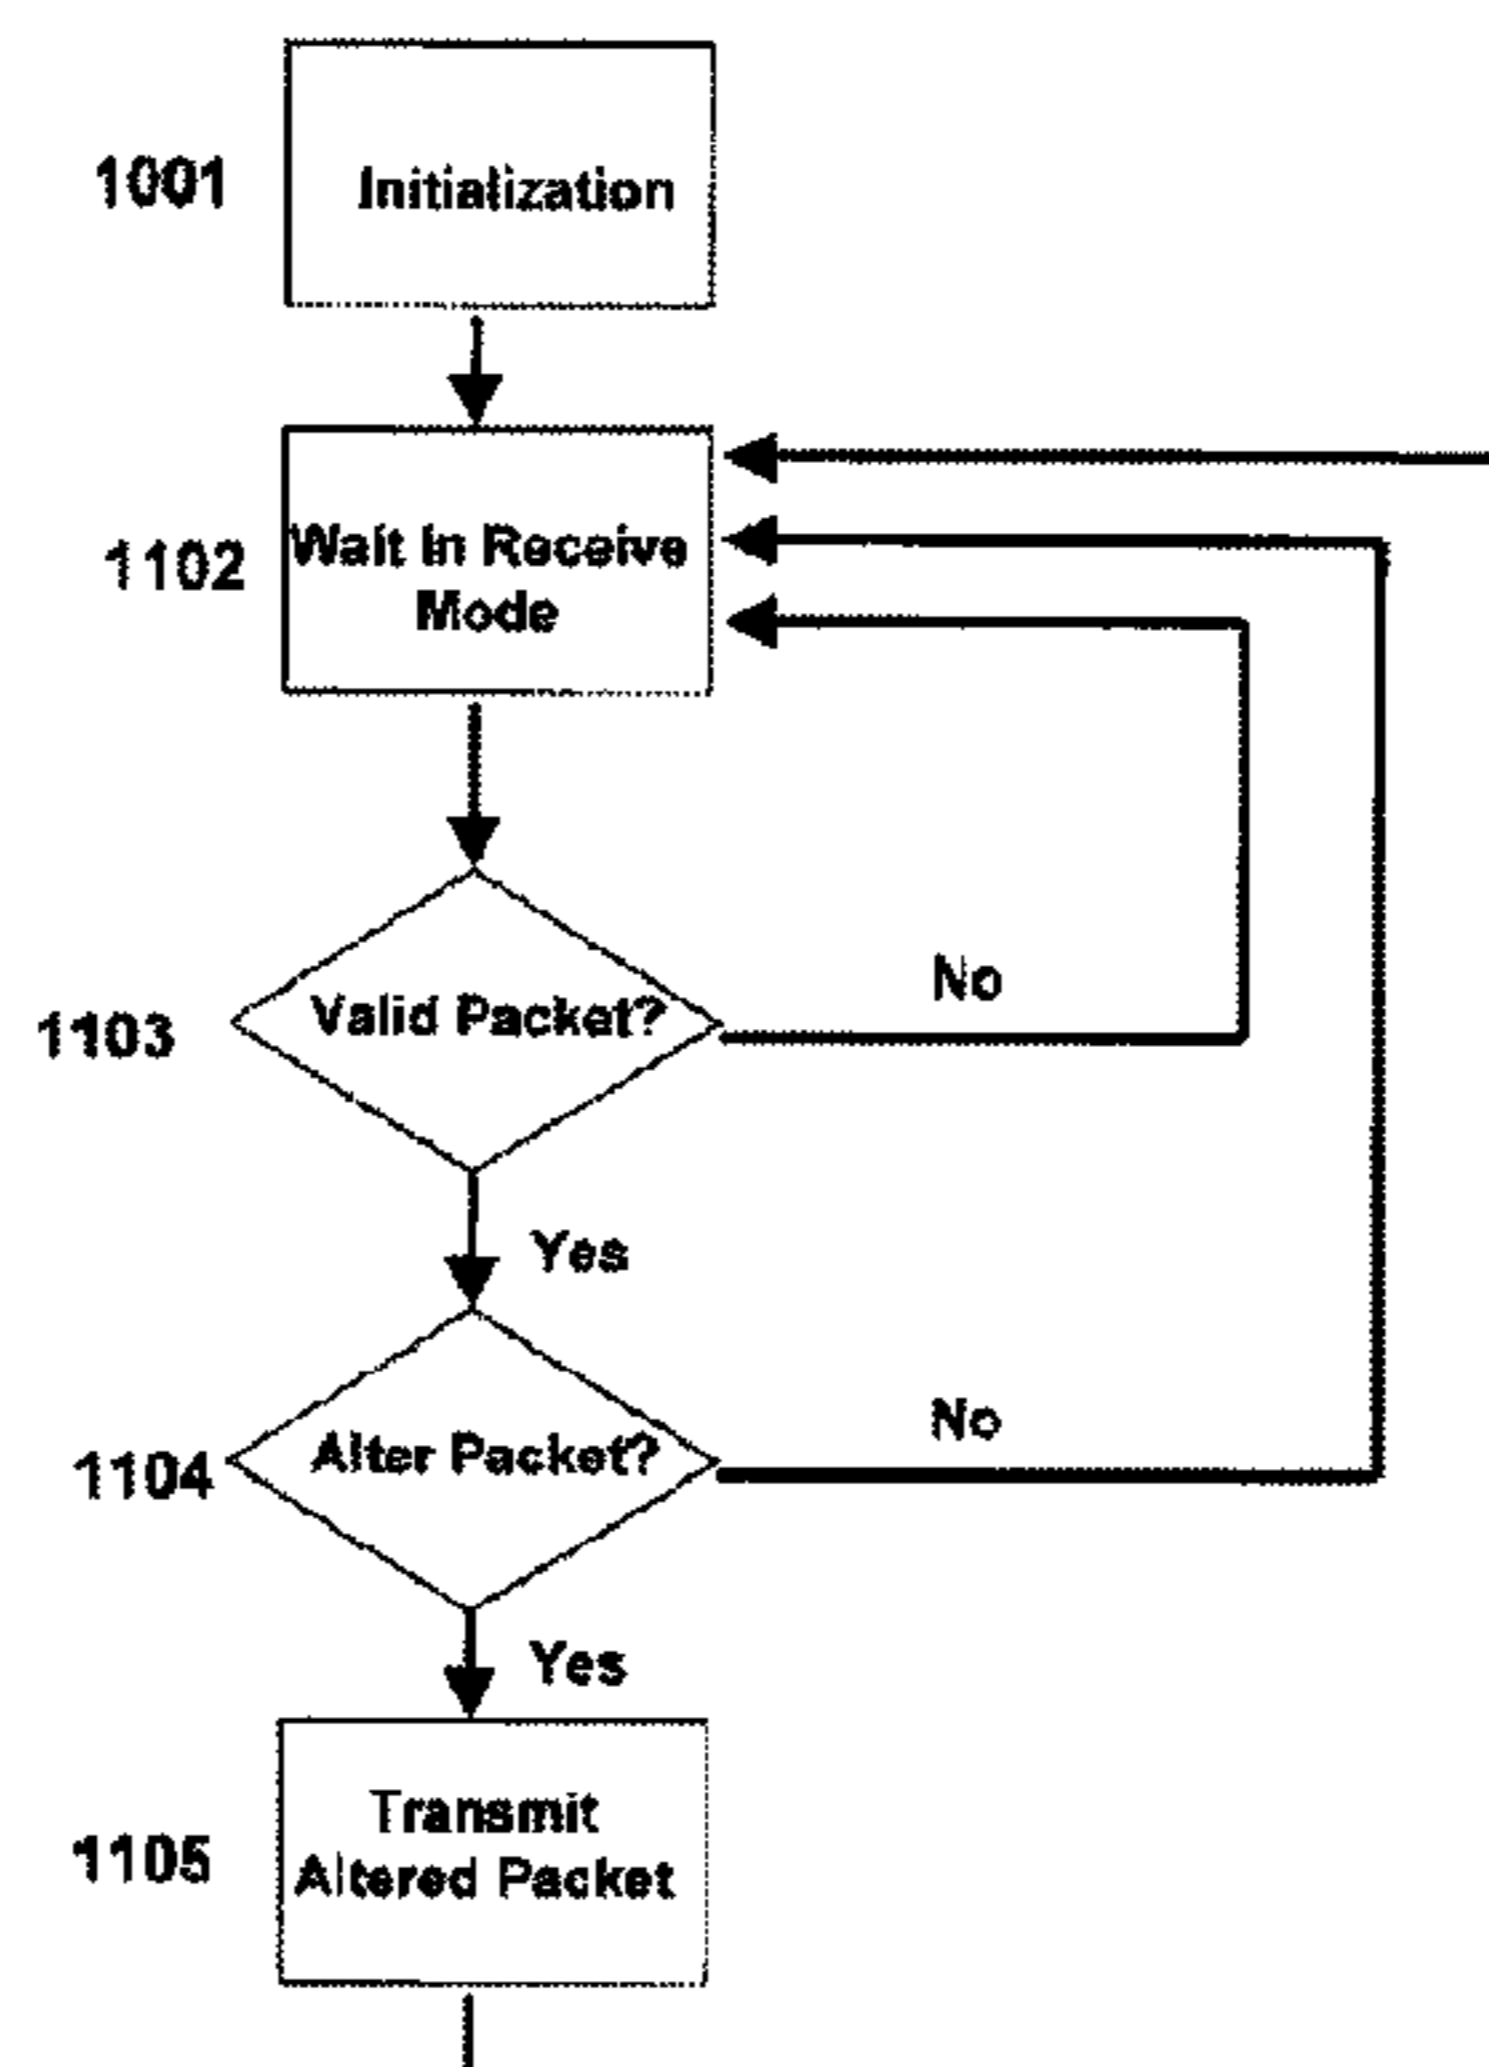 1001
Initialization
1102
Wait In Receive
Mode
1103
Valid Packet?
No
Yes
1104
Alter Packet?
No
Yes
1105
Transmit
Altered Packet